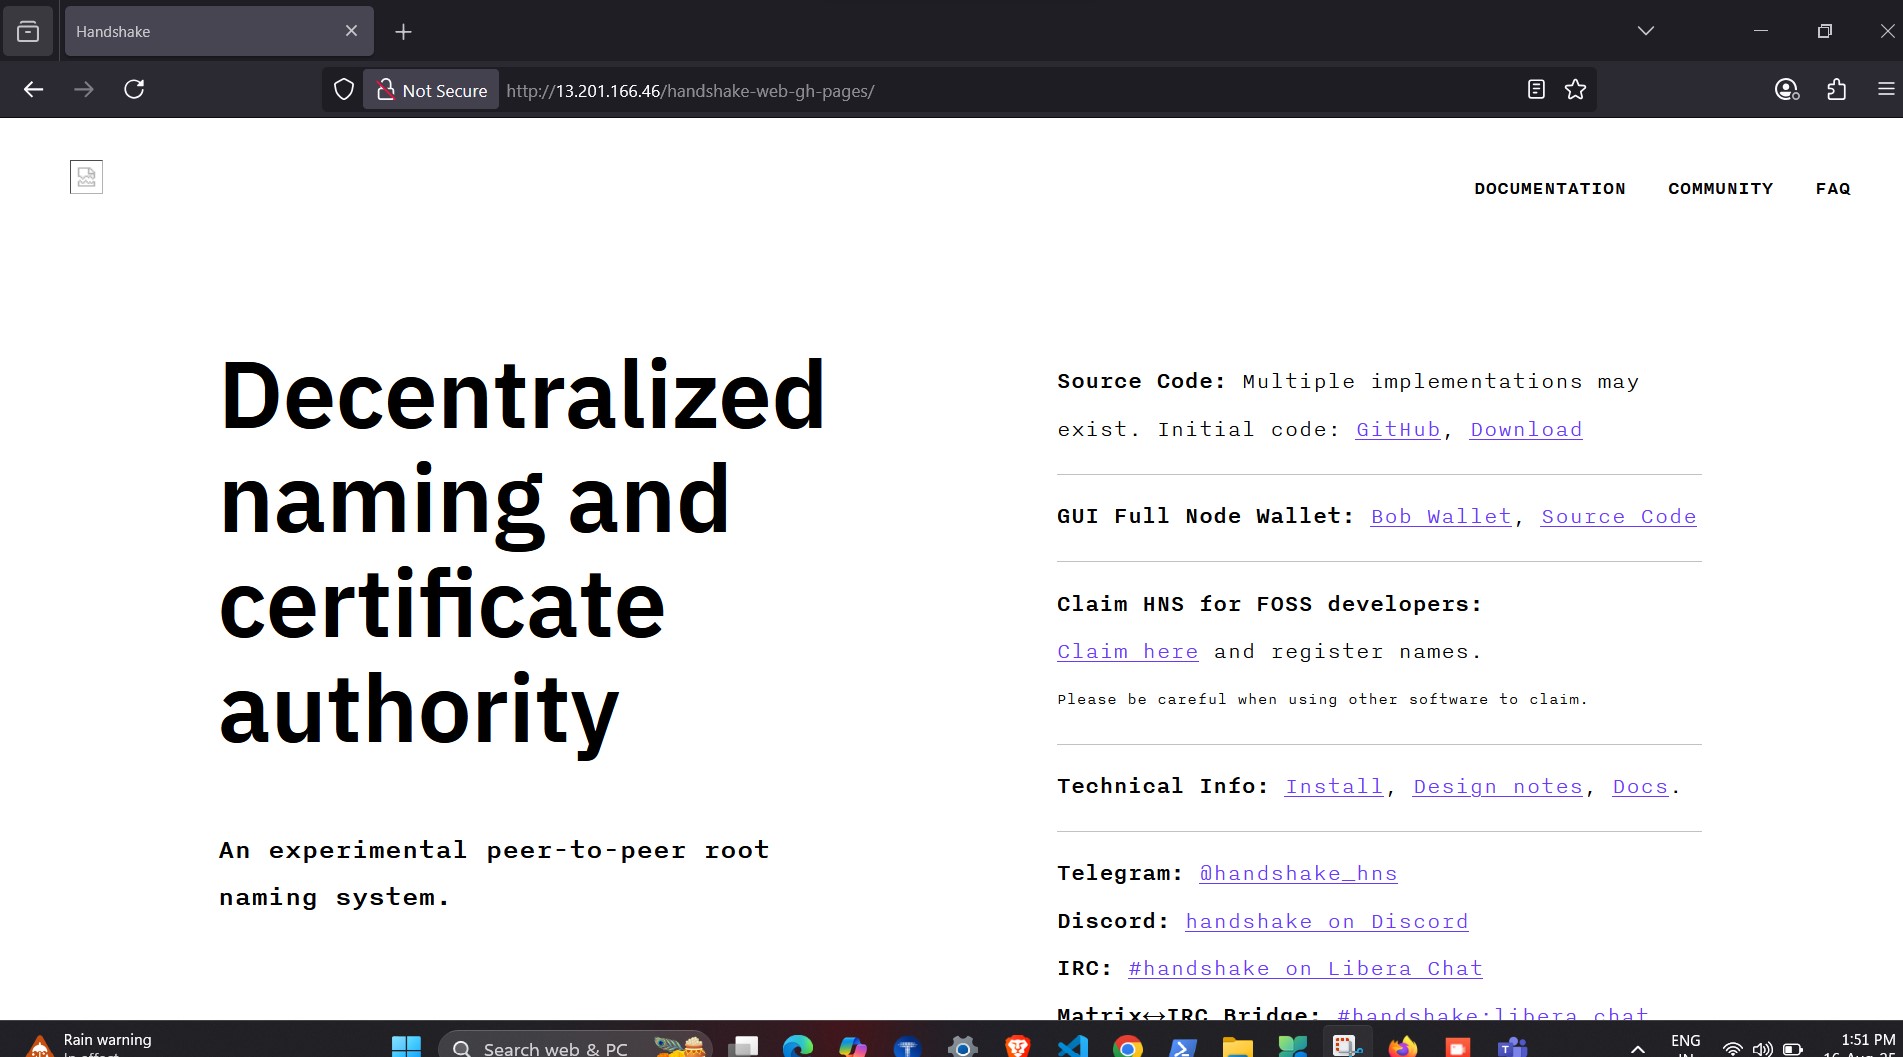 Handshake
Not Secure
http://13.201.166.46/handshake-web-gh-pages/
DOCUMENTATION COMMUNITY FAQ
Decentralized
naming and
certificate
authority
An experimental peer-to-peer root
naming system.
Source Code: Multiple implementations may
exist. Initial code: GitHub, Download
GUI Full Node Wallet: Bob Wallet, Source Code
Claim HNS for FOSS developers:
Claim here and register names.
Please be careful when using other software to claim.
Technical Info: Install, Design notes, Docs.
Telegram: @handshake_hns
Discord: handshake on Discord
IRC: #handshake on Libera Chat
Matrix↔IRC Bridge: #handshake:libera.chat
Rain warning
In effect
Search web & PC
ENG
IN
1:51 PM